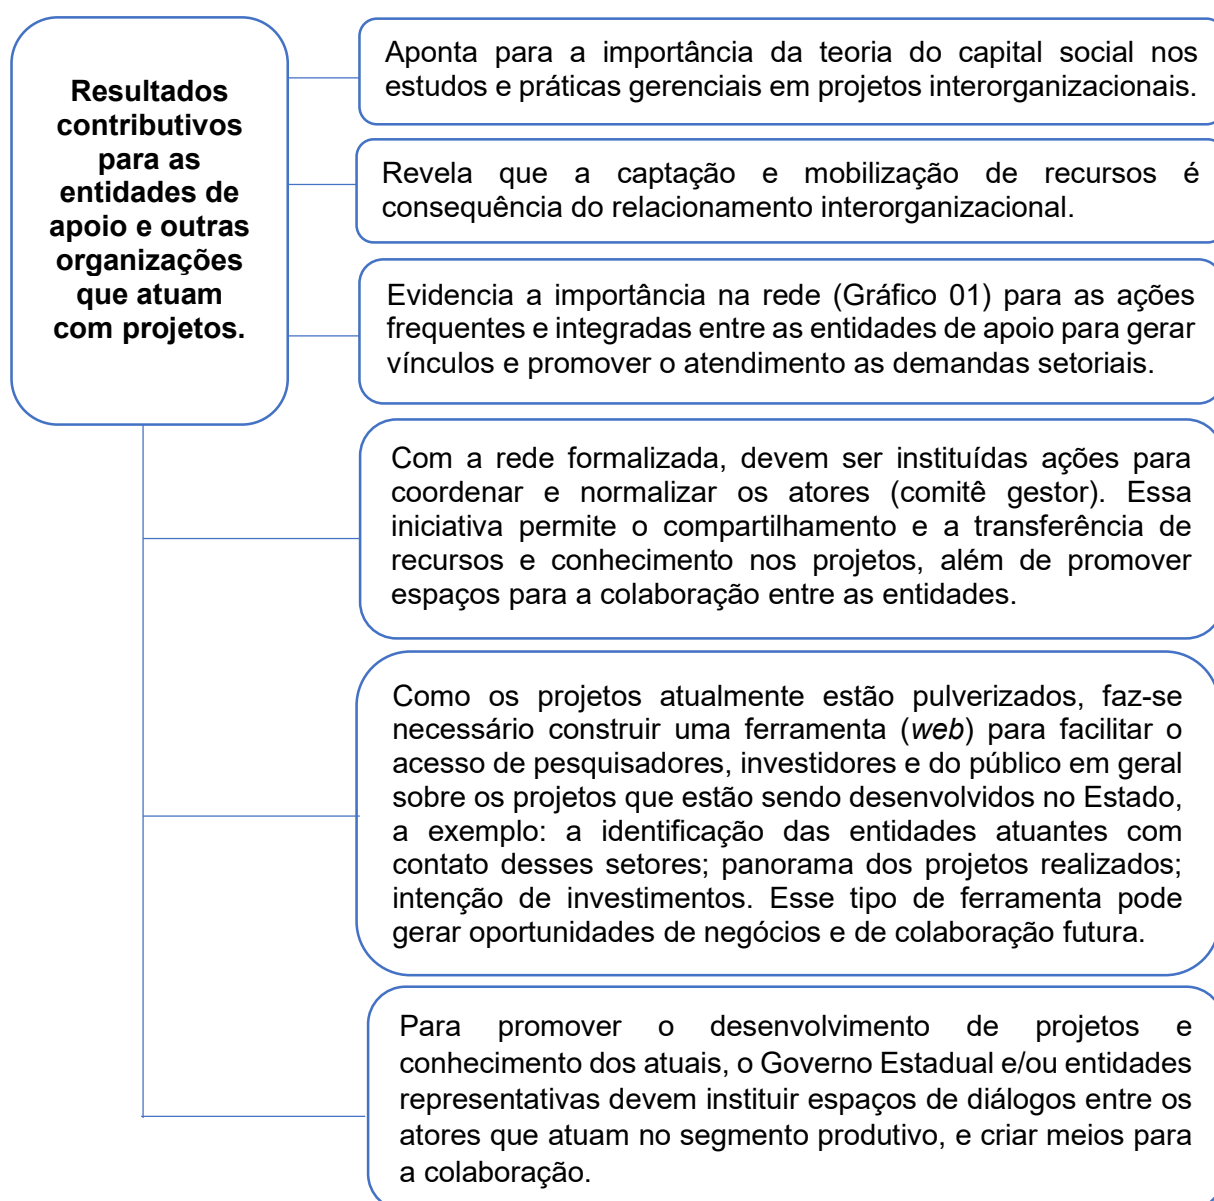 Resultados
contributivos
para as
entidades de
apoio e outras
organizações
que atuam
com projetos.
Aponta para a importância da teoria do capital social nos
estudos e práticas gerenciais em projetos interorganizacionais.
Revela que a captação e mobilização de recursos é
consequência do relacionamento interorganizacional.
Evidencia a importância na rede (Gráfico 01) para as ações
frequentes e integradas entre as entidades de apoio para gerar
vínculos e promover o atendimento as demandas setoriais.
Com a rede formalizada, devem ser instituídas ações para
coordenar e normalizar os atores (comitê gestor). Essa
iniciativa permite o compartilhamento e a transferência de
recursos e conhecimento nos projetos, além de promover
espaços para a colaboração entre as entidades.
Como os projetos atualmente estão pulverizados, faz-se
necessário construir uma ferramenta (web) para facilitar o
acesso de pesquisadores, investidores e do público em geral
sobre os projetos que estão sendo desenvolvidos no Estado,
a exemplo: a identificação das entidades atuantes com
contato desses setores; panorama dos projetos realizados;
intenção de investimentos. Esse tipo de ferramenta pode
gerar oportunidades de negócios e de colaboração futura.
Para promover o desenvolvimento de projetos e
conhecimento dos atuais, o Governo Estadual e/ou entidades
representativas devem instituir espaços de diálogos entre os
atores que atuam no segmento produtivo, e criar meios para
a colaboração.